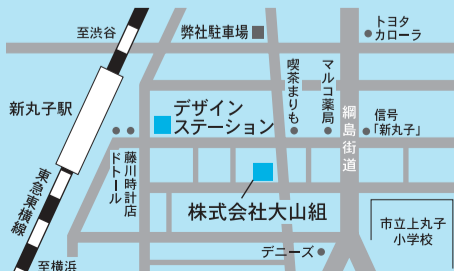 至渋谷
弊社駐車場
トヨタ
カローラ
喫茶まりも
マルコ薬局
綱島街道
信号
「新丸子」
新丸子駅
デザイン
ステーション
藤川時計店
ドトール
東急東横線
株式会社大山組
市立上丸子
小学校
デニーズ
至横浜